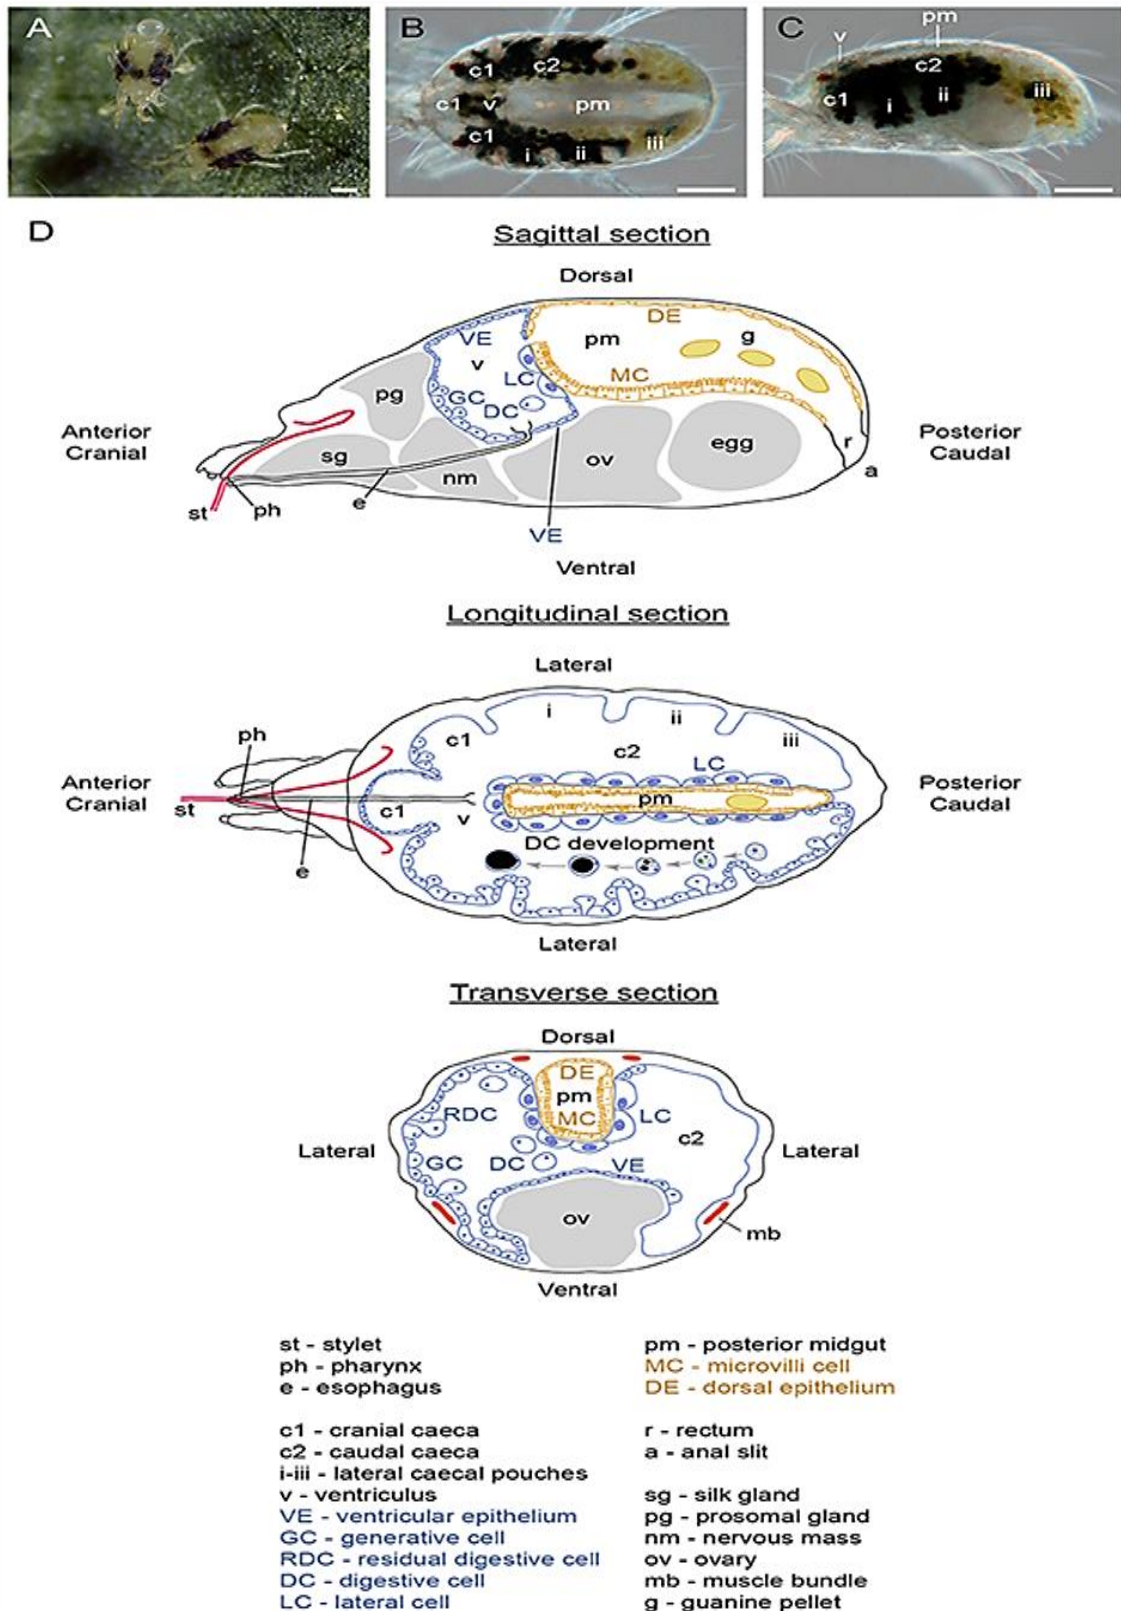 A
B
c1
c2
c1
v
pm
c1
i
ii
iii
C
v
pm
c2
c1
i
ii
iii
D
Sagittal section
Dorsal
DE
VE
pm
g
v
LC
MC
pg
GC
DC
Anterior
Cranial
Posterior
Caudal
sg
egg
r
ov
nm
a
e
st
ph
VE
Ventral
Longitudinal section
Lateral
i
ii
ph
c1
iii
c2
LC
Anterior
Cranial
Posterior
Caudal
pm
st
c1
v
DC development
e
Lateral
Transverse section
Dorsal
DE
pm
RDC
MC
LC
c2
Lateral
Lateral
GC
DC
VE
ov
mb
Ventral
st - stylet
ph - pharynx
e - esophagus
c1 - cranial caeca
c2 - caudal caeca
i-iii - lateral caecal pouches
v - ventriculus
VE - ventricular epithelium
GC - generative cell
RDC - residual digestive cell
DC - digestive cell
LC - lateral cell
pm - posterior midgut
MC - microvilli cell
DE - dorsal epithelium
r - rectum
a - anal slit
sg - silk gland
pg - prosomal gland
nm - nervous mass
ov - ovary
mb - muscle bundle
g - guanine pellet